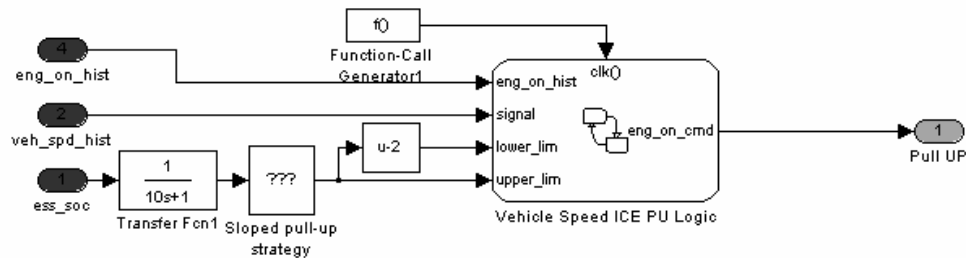 f()
Function-Call
Generator1
clk()
4
eng_on_hist
eng_on_hist
2
veh_spd_hist
signal
u-2
lower_lim
eng_on_cmd
1
Pull UP
1
ess_soc
1
10s+1
Transfer Fcn1
???
Sloped pull-up
strategy
upper_lim
Vehicle Speed ICE PU Logic